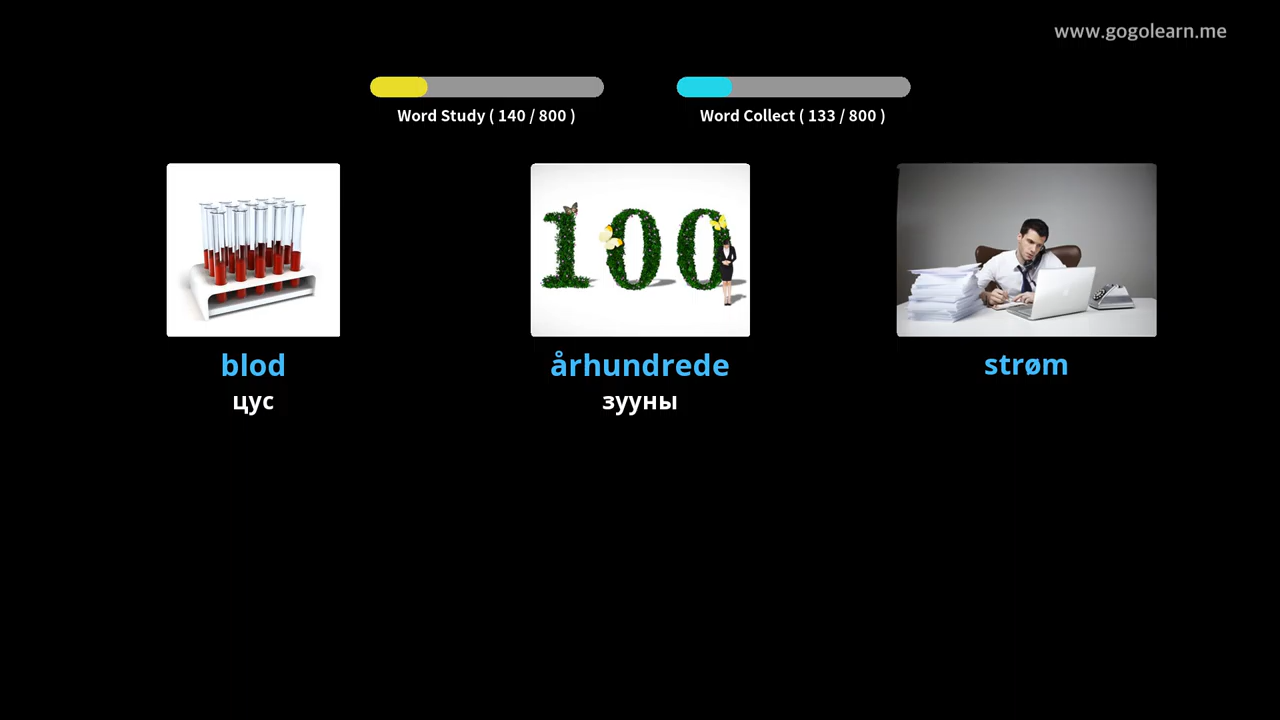 www.gogolearn.me
Word Study ( 140 / 800 )
Word Collect ( 133 / 800 )
100
blod
århundrede
strøm
цус
зууны